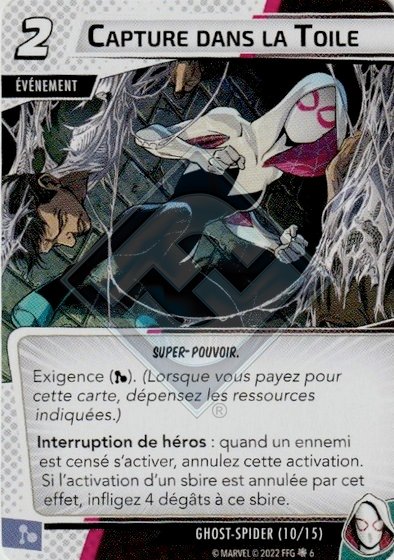 2
CAPTURE DANS LA TOILE
ÉVÉNEMENT
SUPER-POUVOIR.
Exigence ( ). (Lorsque vous payez pour
cette carte, dépensez les ressources
indiquées.)
®
Interruption de héros : quand un ennemi
est censé s'activer, annulez cette activation.
Si l'activation d'un sbire est annulée par cet
effet, infligez 4 dégâts à ce sbire.
GHOST-SPIDER (10/15)
© MARVEL © 2022 FFG 6